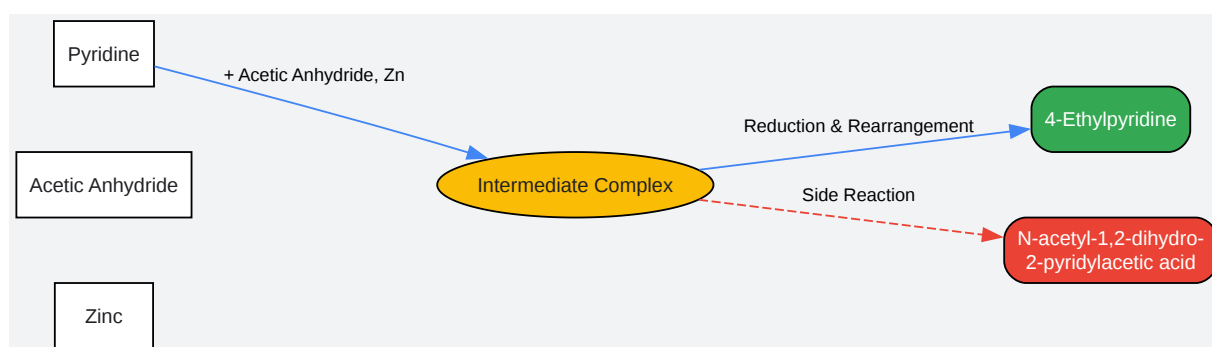 Pyridine
+ Acetic Anhydride, Zn
4-Ethylpyridine
Reduction & Rearrangement
Acetic Anhydride
Intermediate Complex
Side Reaction
N-acetyl-1,2-dihydro-
2-pyridylacetic acid
Zinc